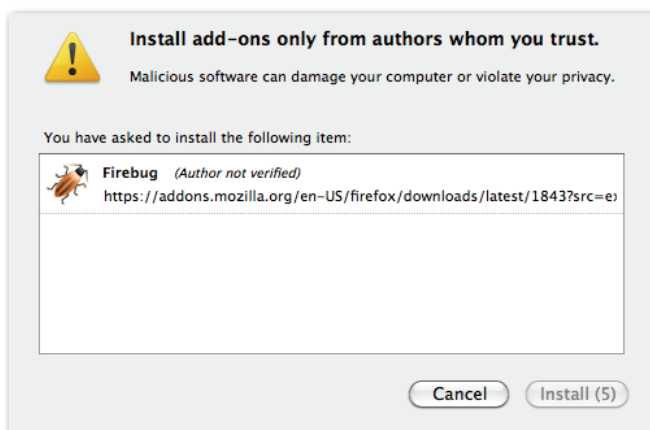 Install add-ons only from authors whom you trust.
Malicious software can damage your computer or violate your privacy.
You have asked to install the following item:
Firebug (Author not verified)
https://addons.mozilla.org/en-US/firefox/downloads/latest/1843?src=ex
Cancel Install (5)